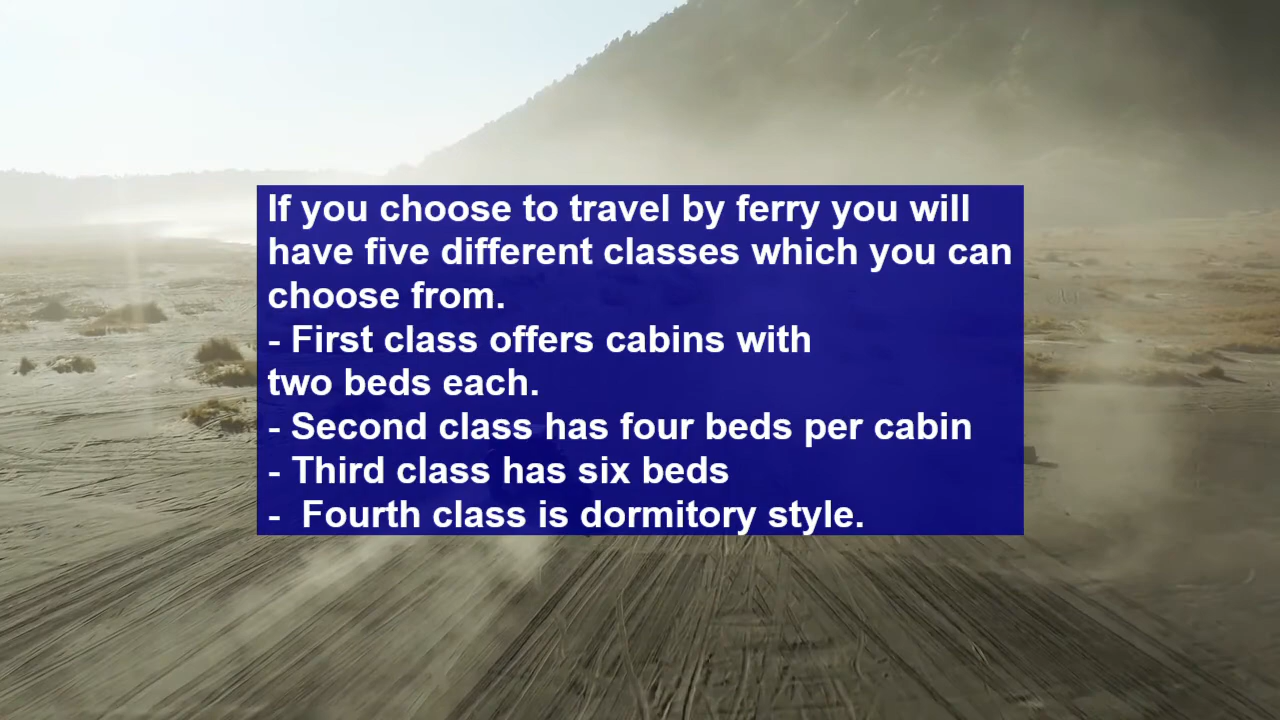 If you choose to travel by ferry you will
have five different classes which you can
choose from.
- First class offers cabins with
two beds each.
- Second class has four beds per cabin
- Third class has six beds
-  Fourth class is dormitory style.